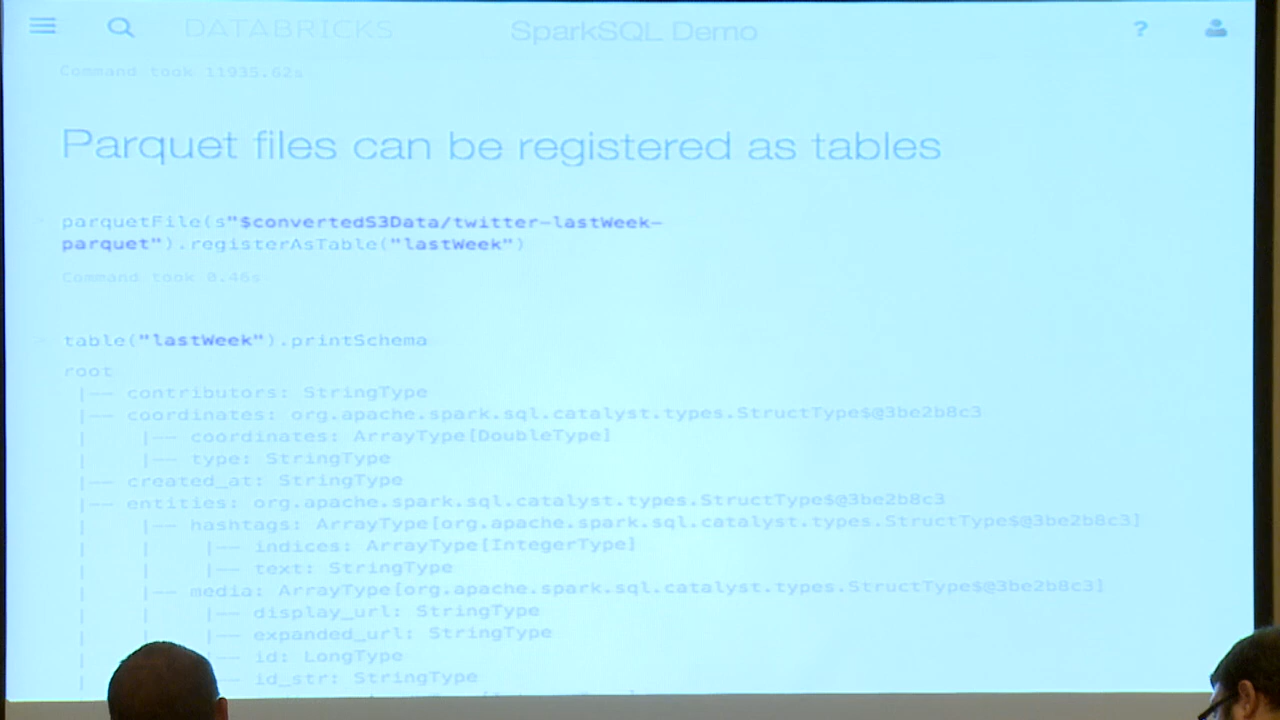 DATABRICKS
SparkSQL Demo
?
Command took 11935.62s
Parquet files can be registered as tables
parquetFile(s"$convertedS3Data/twitter-lastWeek-
parquet").registerAsTable("lastWeek")
Command took 0.46s
table("lastWeek").printSchema
root
|-- contributors: StringType
|-- coordinates: org.apache.spark.sql.catalyst.types.StructType$@3be2b8c3
|    |-- coordinates: ArrayType[DoubleType]
|    |-- type: StringType
|-- created_at: StringType
|-- entities: org.apache.spark.sql.catalyst.types.StructType$@3be2b8c3
|    |-- hashtags: ArrayType[org.apache.spark.sql.catalyst.types.StructType$@3be2b8c3]
|    |    |-- indices: ArrayType[IntegerType]
|    |    |-- text: StringType
|    |-- media: ArrayType[org.apache.spark.sql.catalyst.types.StructType$@3be2b8c3]
|    |    |-- display_url: StringType
|    |    |-- expanded_url: StringType
|    |    |-- id: LongType
|    |    |-- id_str: StringType